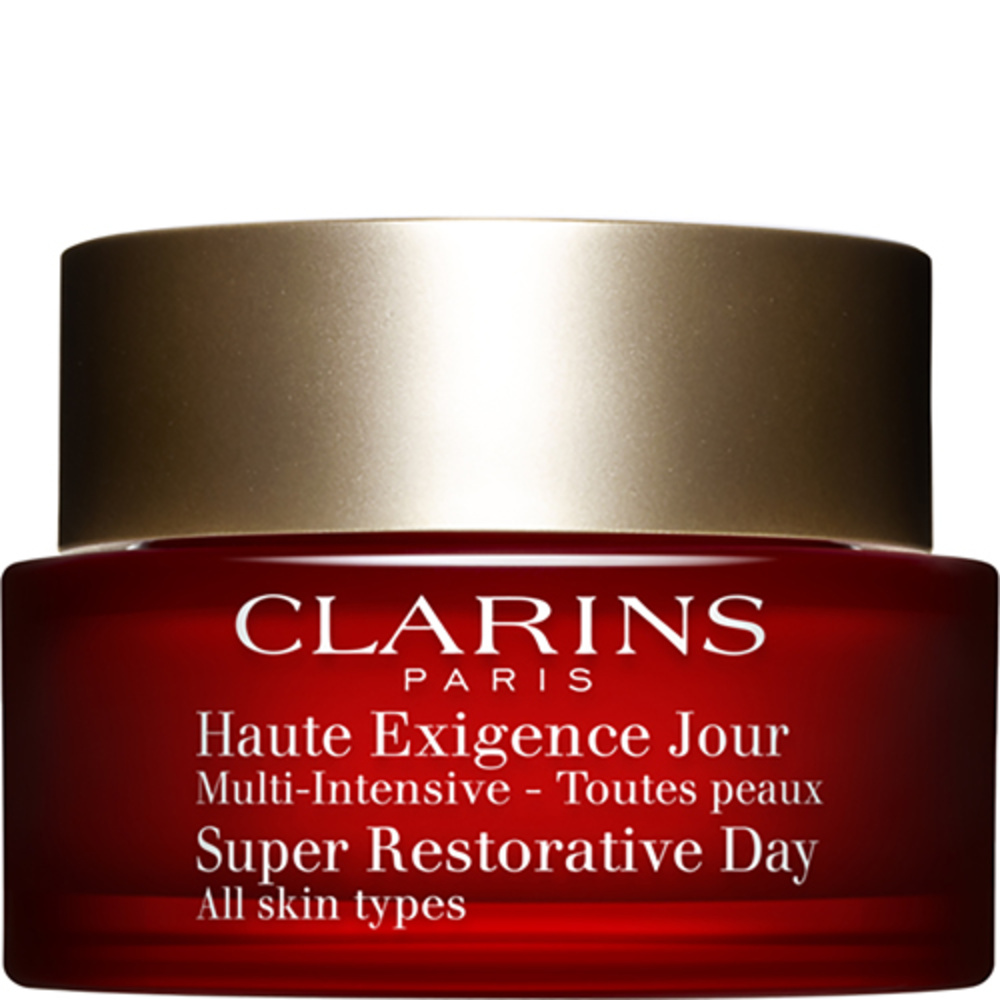 CLARINS
PARIS
Haute Exigence Jour
Multi-Intensive - Toutes peaux
Super Restorative Day
All skin types